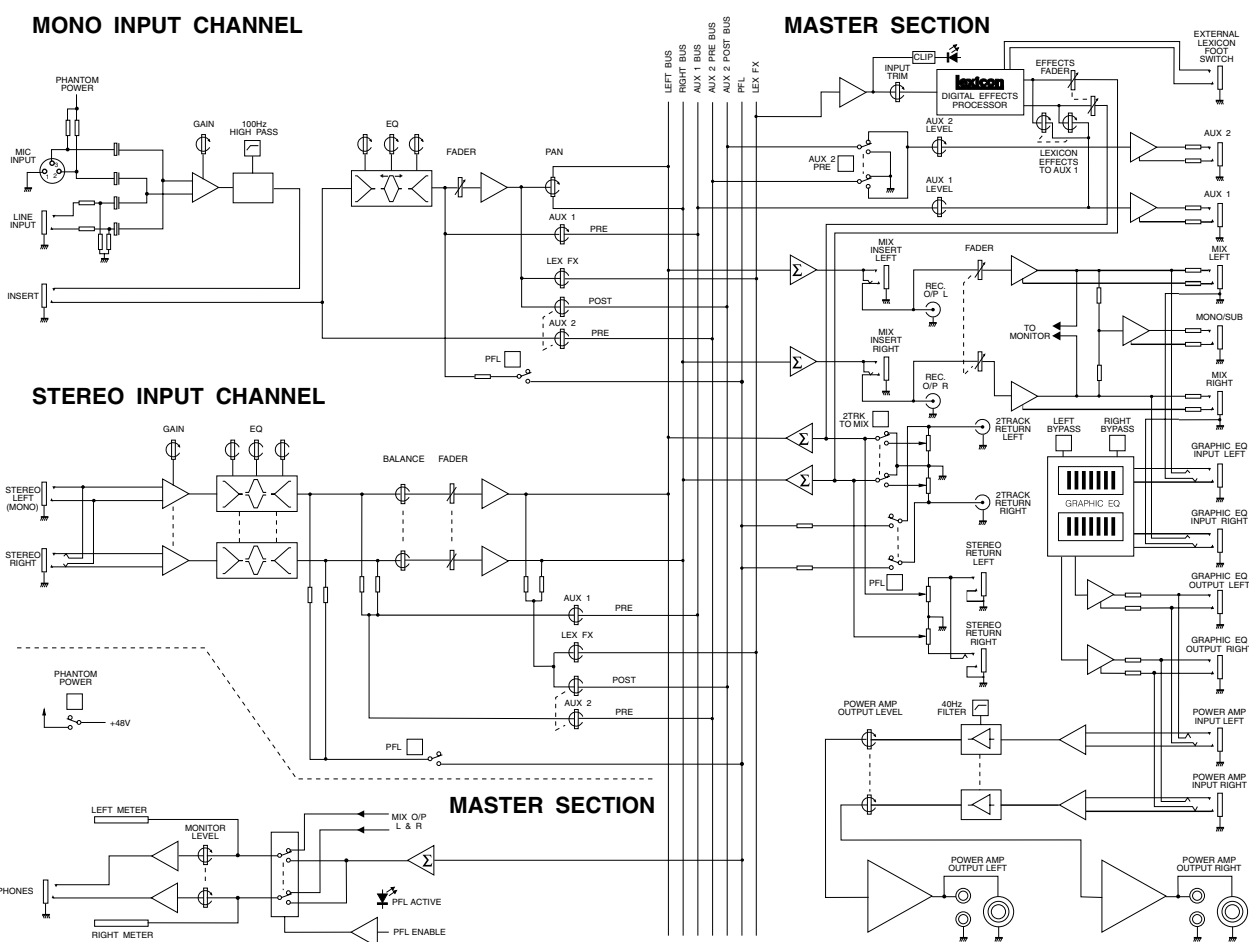 MONO INPUT CHANNEL
PHANTOM
POWER
MIC
INPUT
3
1
2
LINE
INPUT
INSERT
GAIN
100Hz
HIGH PASS
EQ
FADER
PAN
AUX 1
PRE
LEX FX
POST
AUX 2
PRE
PFL
LEFT BUS
RIGHT BUS
AUX 1 BUS
AUX 2 PRE BUS
AUX 2 POST BUS
PFL
LEX FX
STEREO INPUT CHANNEL
GAIN
EQ
BALANCE
FADER
STEREO
LEFT
(MONO)
STEREO
RIGHT
AUX 1
PRE
LEX FX
POST
AUX 2
PRE
PFL
PHANTOM
POWER
+48V
MASTER SECTION
LEFT METER
MONITOR
LEVEL
MIX O/P
L & R
Σ
PHONES
PFL ACTIVE
PFL ENABLE
RIGHT METER
MASTER SECTION
CLIP
INPUT
TRIM
lexicon
DIGITAL EFFECTS
PROCESSOR
EFFECTS
FADER
EXTERNAL
LEXICON
FOOT
SWITCH
AUX 2
PRE
AUX 2
LEVEL
AUX 1
LEVEL
LEXICON
EFFECTS
TO AUX 1
AUX 2
AUX 1
Σ
MIX
INSERT
LEFT
REC.
O/P L
FADER
MIX
LEFT
TO
MONITOR
MONO/SUB
Σ
MIX
INSERT
RIGHT
REC.
O/P R
MIX
RIGHT
Σ
Σ
2TRK
TO MIX
2TRACK
RETURN
LEFT
2TRACK
RETURN
RIGHT
PFL
STEREO
RETURN
LEFT
STEREO
RETURN
RIGHT
LEFT
BYPASS
RIGHT
BYPASS
GRAPHIC EQ
GRAPHIC EQ
INPUT LEFT
GRAPHIC EQ
INPUT RIGHT
GRAPHIC EQ
OUTPUT LEFT
GRAPHIC EQ
OUTPUT RIGHT
POWER AMP
OUTPUT LEVEL
40Hz
FILTER
POWER AMP
INPUT LEFT
POWER AMP
INPUT RIGHT
POWER AMP
OUTPUT LEFT
POWER AMP
OUTPUT RIGHT